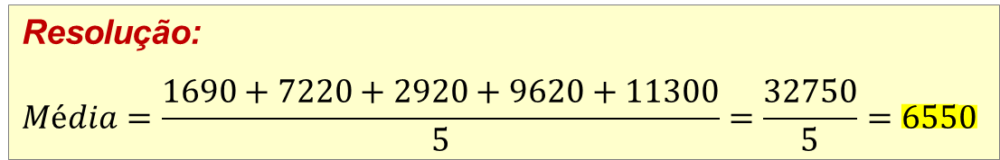 Resolução:
Média = (1690 + 7220 + 2920 + 9620 + 11300)/5 = 32750/5 = 6550